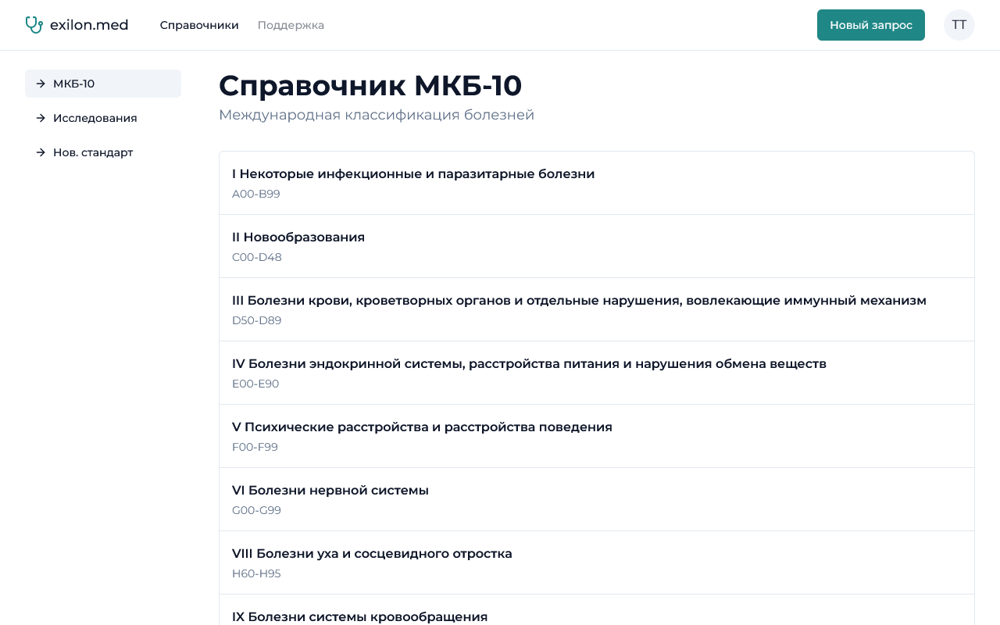 exilon.med
Справочники
Поддержка
Новый запрос
ТТ
МКБ-10
Исследования
Нов. стандарт
Справочник МКБ-10
Международная классификация болезней
I Некоторые инфекционные и паразитарные болезни
A00-B99
II Новообразования
C00-D48
III Болезни крови, кроветворных органов и отдельные нарушения, вовлекающие иммунный механизм
D50-D89
IV Болезни эндокринной системы, расстройства питания и нарушения обмена веществ
E00-E90
V Психические расстройства и расстройства поведения
F00-F99
VI Болезни нервной системы
G00-G99
VIII Болезни уха и сосцевидного отростка
H60-H95
IX Болезни системы кровообращения